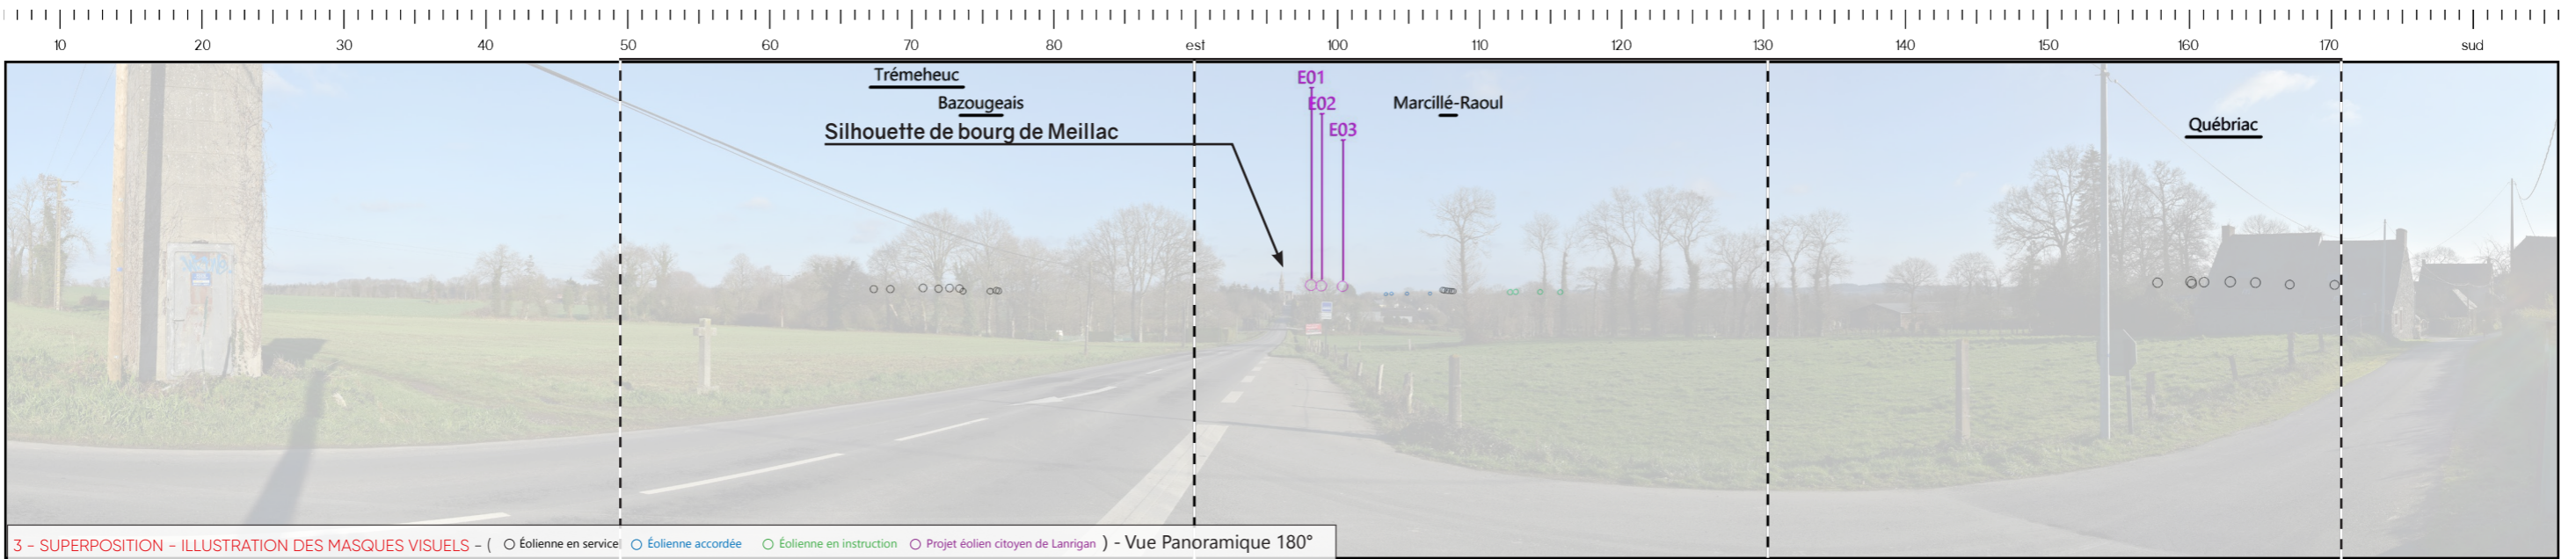 10 20 30 40 50 60 70 80 est 100 110 120 130 140 150 160 170 sud
Trémeheuc
Bazougeais
Silhouette de bourg de Meillac
E01
E02
E03
Marcillé-Raoul
Québriac
3 - SUPERPOSITION - ILLUSTRATION DES MASQUES VISUELS - ( Éolienne en service Éolienne accordée Éolienne en instruction Projet éolien citoyen de Lanrigan ) - Vue Panoramique 180°